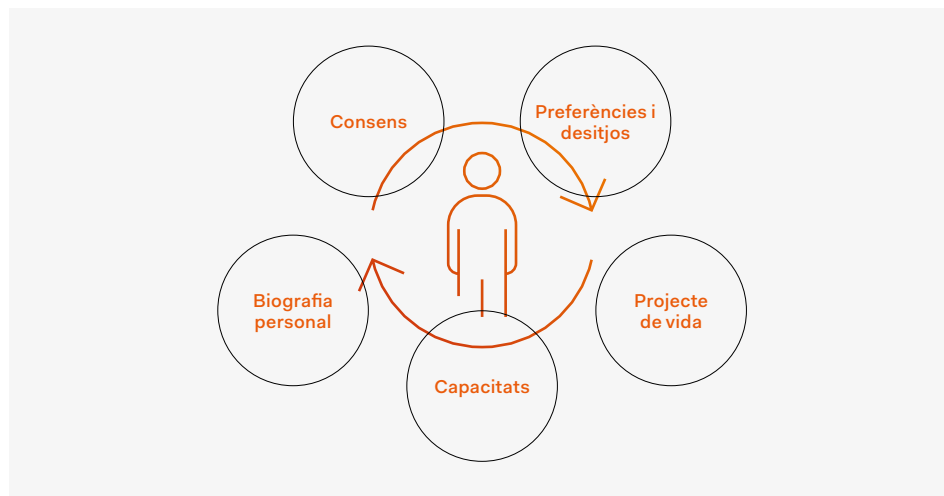 Consens
Preferències i
desitjos
Biografia
personal
Projecte
de vida
Capacitats